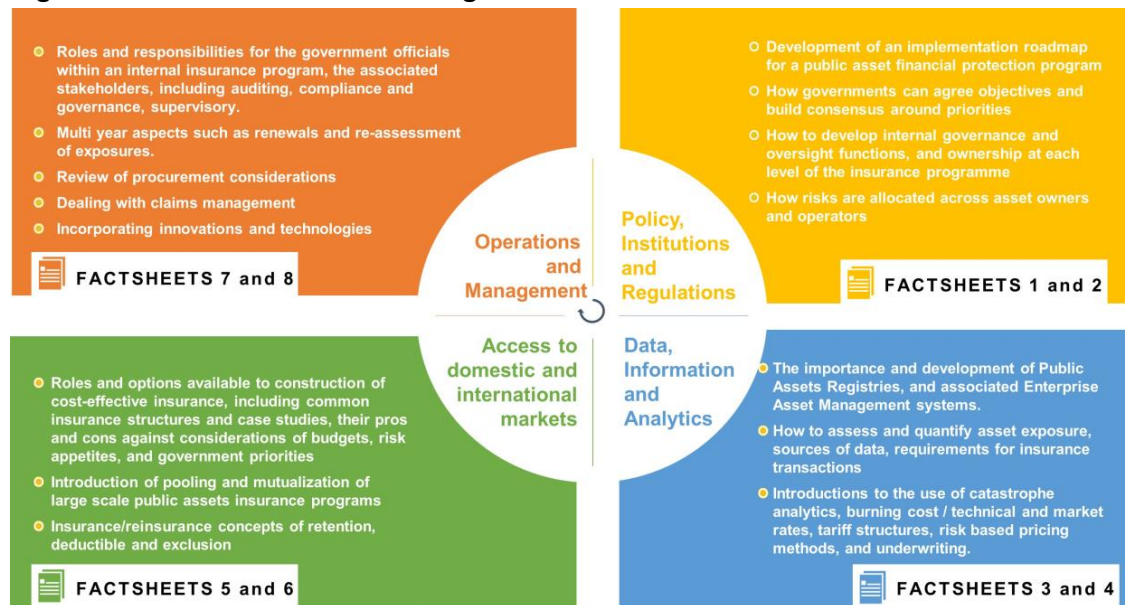 Roles and responsibilities for the government officials
within an internal insurance program, the associated
stakeholders, including auditing, compliance and
governance, supervisory.
Multi year aspects such as renewals and re-assessment
of exposures.
Review of procurement considerations
Dealing with claims management
Incorporating innovations and technologies
FACTSHEETS 7 and 8
Operations
and
Management
Development of an implementation roadmap
for a public asset financial protection program
How governments can agree objectives and
build consensus around priorities
How to develop internal governance and
oversight functions, and ownership at each
level of the insurance programme
How risks are allocated across asset owners
and operators
Policy,
Institutions
and
Regulations
FACTSHEETS 1 and 2
Access to
domestic and
international
markets
Roles and options available to construction of
cost-effective insurance, including common
insurance structures and case studies, their pros
and cons against considerations of budgets, risk
appetites, and government priorities
Introduction of pooling and mutualization of
large scale public assets insurance programs
Insurance/reinsurance concepts of retention,
deductible and exclusion
FACTSHEETS 5 and 6
Data,
Information
and
Analytics
The importance and development of Public
Assets Registries, and associated Enterprise
Asset Management systems.
How to assess and quantify asset exposure,
sources of data, requirements for insurance
transactions
Introductions to the use of catastrophe
analytics, burning cost / technical and market
rates, tariff structures, risk based pricing
methods, and underwriting.
FACTSHEETS 3 and 4